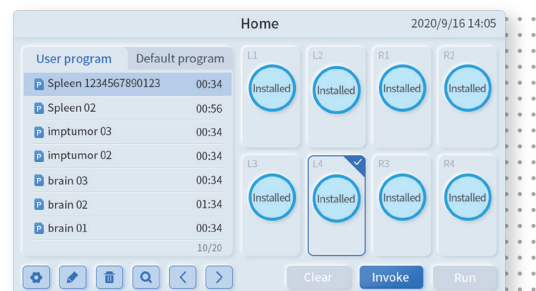 Home
2020/9/16 14:05
User program
Default program
Spleen 1234567890123 00:34
Spleen 02 00:56
imptumor 03 00:34
imptumor 02 00:34
brain 03 00:34
brain 02 01:34
brain 01 00:34
10/20
L1
Installed
L2
Installed
R1
Installed
R2
Installed
L3
Installed
L4
Installed
R3
Installed
R4
Installed
Clear
Invoke
Run